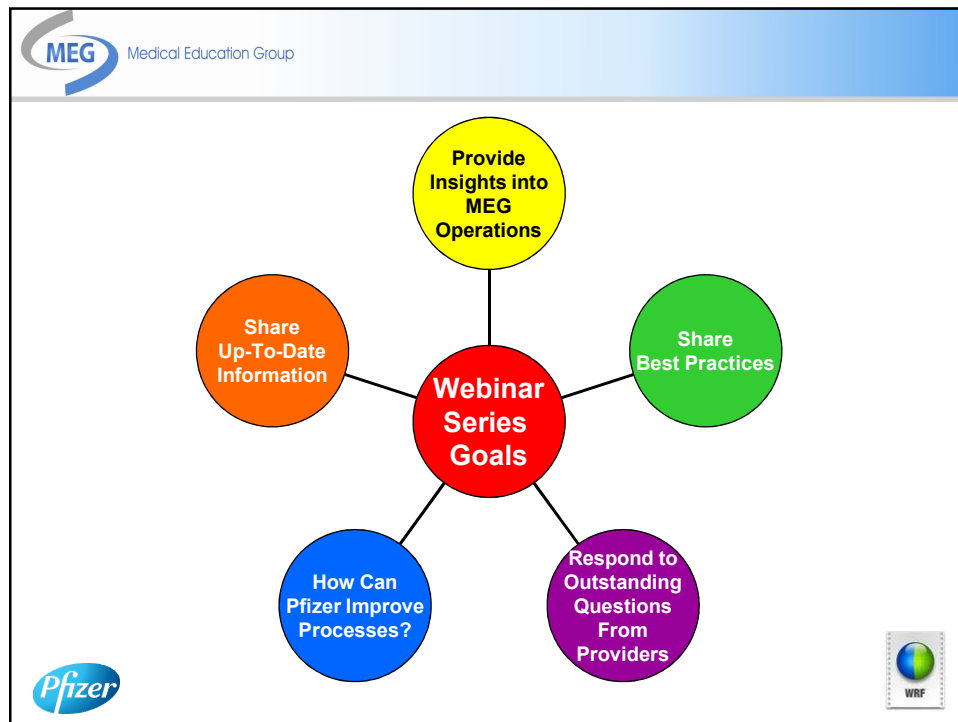 MEG Medical Education Group
Provide
Insights into
MEG
Operations
Share
Up-To-Date
Information
Share
Best Practices
Webinar
Series
Goals
How Can
Pfizer Improve
Processes?
Respond to
Outstanding
Questions
From
Providers
Pfizer
WRF